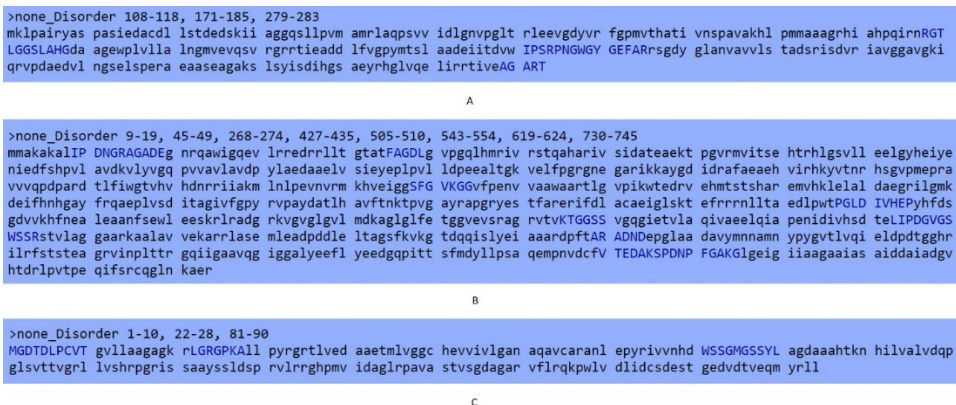 >none_Disorder 108-118, 171-185, 279-283
mklpairyas pasiedacdl lstdedskii aggqsllpvm amrlaqpsvv idlgnvpglt rleevgdyvr fgpmvthati vnspavakhl pmmaaagrhi ahpqirnRGT
LGGSLAHGda agewplvlla lngmvevqsv rgrrtieadd lfvgpymtsl aadeiitdvw IPSRPNGWGY GEFARrsgdy glanvavvls tadsrisdvr iavggavgki
qrvpdaedvl ngselspera eaaseagaks lsyisdihgs aeyrhglvqe lirrtiveAG ART
A
>none_Disorder 9-19, 45-49, 268-274, 427-435, 505-510, 543-554, 619-624, 730-745
mmakakalIP DNGRAGADEg nrqawigqev lrredrrllt gtatFAGDLg vpgqlhmriv rstqahariv sidateaekt pgvrmvitse htrhlgsvll eelgyheiye
niedfshpvl avdkvlyvgq pvvavlavdp ylaedaaelv sieyeplpvl ldpeealtgk velfpgrgne garikkaygd idrafaeaeh virhkyvtnr hsgvpmepra
vvvqpdpard tlfiwgtvhv hdnrriiakm lnlpevnvrm khveiggSFG VKGGvfpenv vaawaartlg vpikwtedrv ehmtstshar emvhklelal daegrilgmk
deifhnhgay frqaeplvsd itagivfgpy rvpaydatlh avftnktpvg ayrapgryes tfarerifdl acaeiglskt efrrrnllta edlpwtPGLD IVHEPyhfds
gdvvkhfnea leaanfsewl eeskrlradg rkvgvglgvl mdkaglglfe tggvevsrag rvtvKTGGSS vgqgietvla qivaeelqia penidivhsd teLIPDGVGS
WSSRstvlag gaarkaalav vekarrlase mleadpddle ltagsfkvkg tdqqislyei aaardpftAR ADNDepglaa davymnnamn ypygvtlvqi eldpdtgghr
ilrfststea grvinplttr gqiigaavqg iggalyeefl yeedgqpitt sfmdyllpsa qempnvdcfV TEDAKSPDNP FGAKGlgeig iiaagaaias aiddaiadgv
htdrlpvtpe qifsrcqgln kaer
B
>none_Disorder 1-10, 22-28, 81-90
MGDTDLPCVT gvllaagagk rLGRGPKAll pyrgrtlved aaetmlvggc hevvivlgan aqavcaranl epyrivvnhd WSSGMGSSYL agdaaahtkn hilvalvdqp
glsvttvgrl lvshrpgris saayssldsp rvlrrghpmv idaglrpava stvsgdagar vflrqkpwlv dlidcsdest gedvdtveqm yrll
C